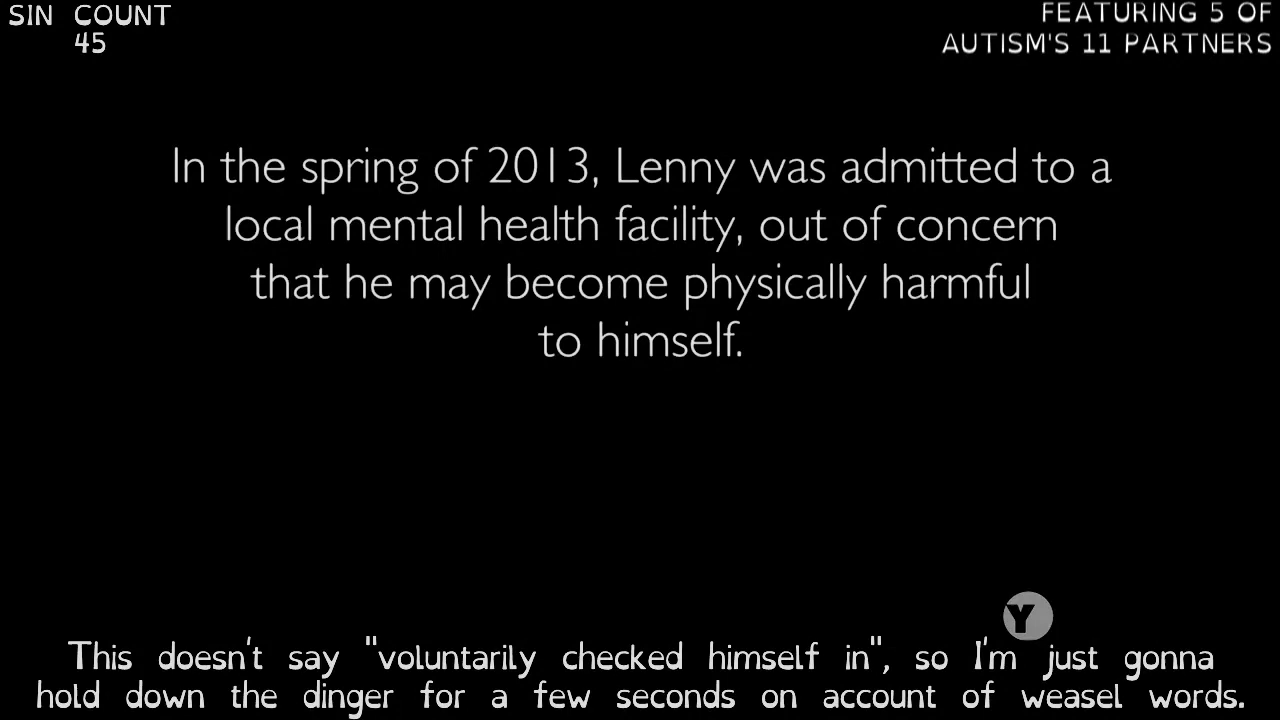 SIN COUNT
45
FEATURING 5 OF
AUTISM'S 11 PARTNERS
In the spring of 2013, Lenny was admitted to a
local mental health facility, out of concern
that he may become physically harmful
to himself.
Y
This doesn't say "voluntarily checked himself in", so I'm just gonna
hold down the dinger for a few seconds on account of weasel words.